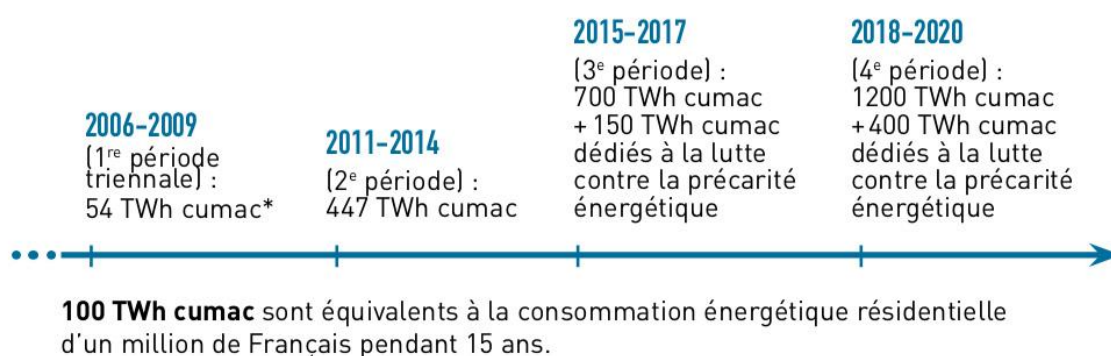 2006-2009
(1re période
triennale) :
54 TWh cumac*
2011-2014
(2e période) :
447 TWh cumac
2015-2017
(3e période) :
700 TWh cumac
+ 150 TWh cumac
dédiés à la lutte
contre la précarité
énergétique
2018-2020
(4e période) :
1200 TWh cumac
+400 TWh cumac
dédiés à la lutte
contre la précarité
énergétique
100 TWh cumac sont équivalents à la consommation énergétique résidentielle
d'un million de Français pendant 15 ans.